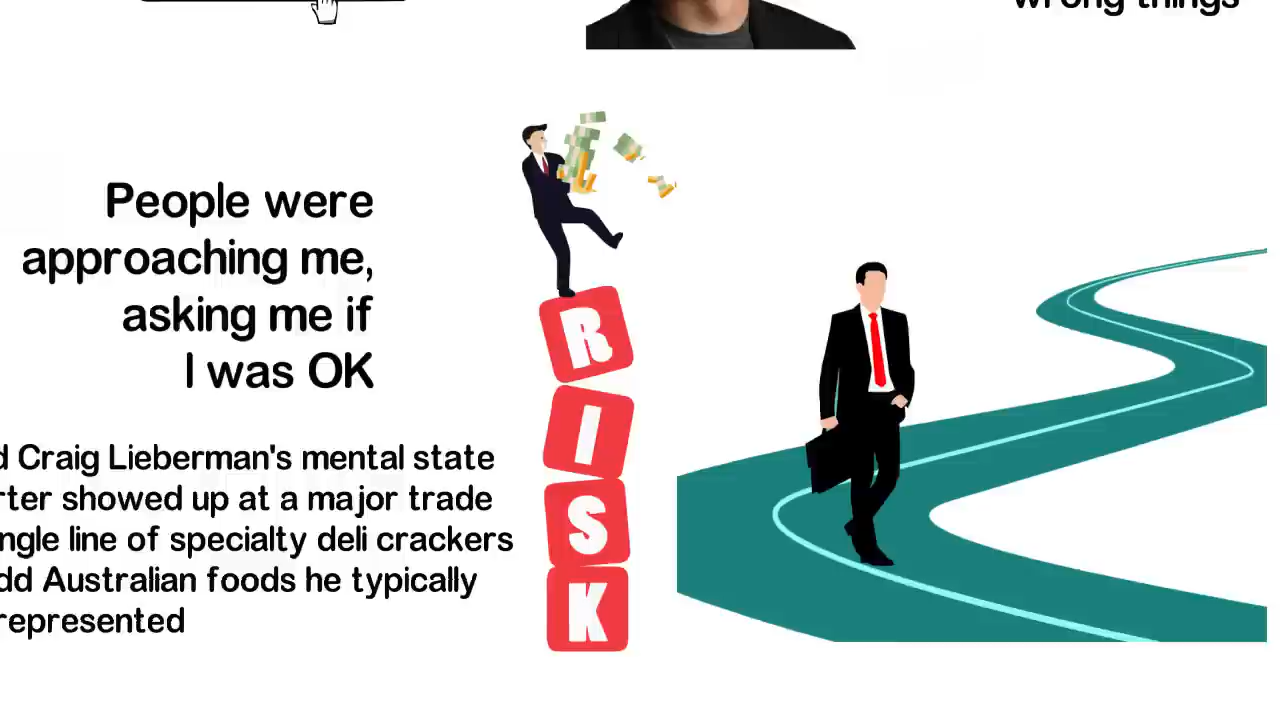 wrong things
People were
approaching me,
asking me if
I was OK
Craig Lieberman's mental state
showed up at a major trade
line of specialty deli crackers
Australian foods he typically
represented
R
I
S
K